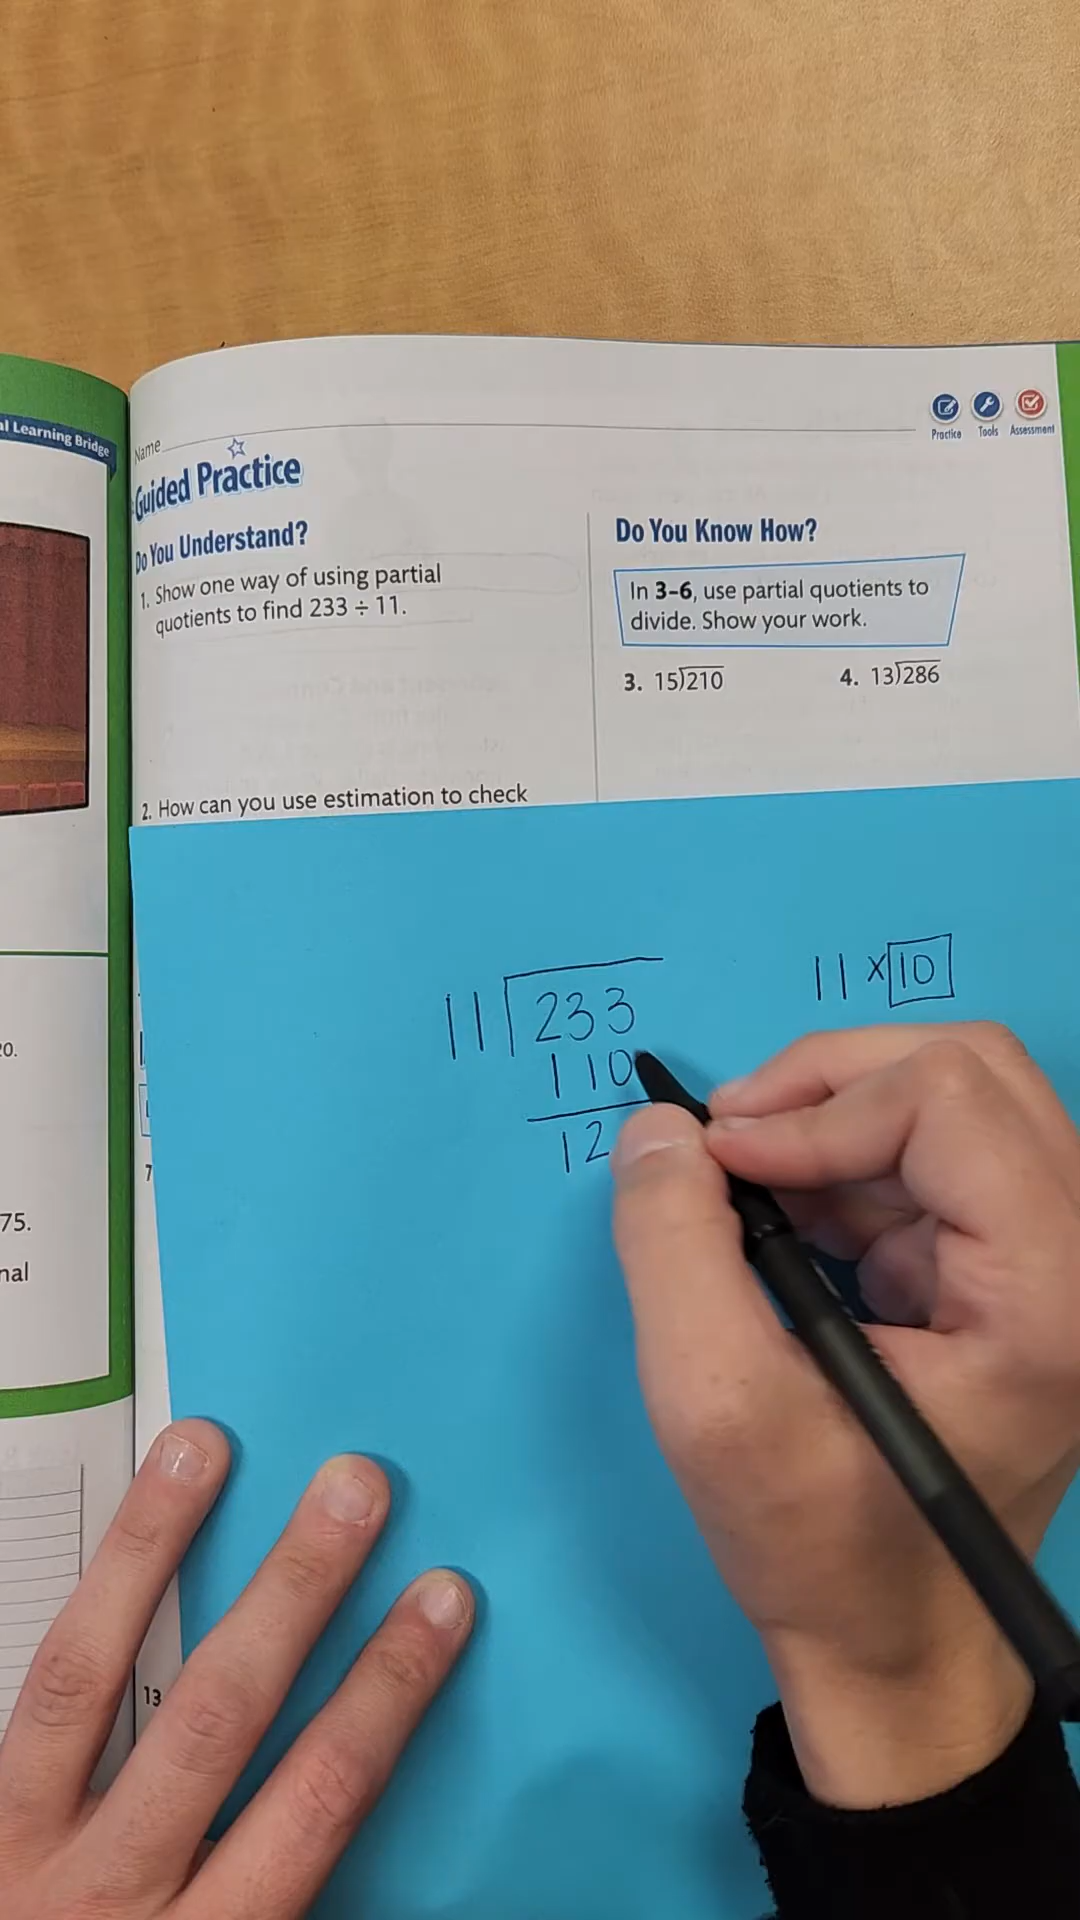 al Learning Bridge
Name
Practice Tools Assessment
Guided Practice
Do You Understand?
1. Show one way of using partial
quotients to find 233 ÷ 11.
2. How can you use estimation to check
Do You Know How?
In 3–6, use partial quotients to
divide. Show your work.
3. 15)210
4. 13)286
11 233
110
12
11 × 10
20.
75.
nal
7
13